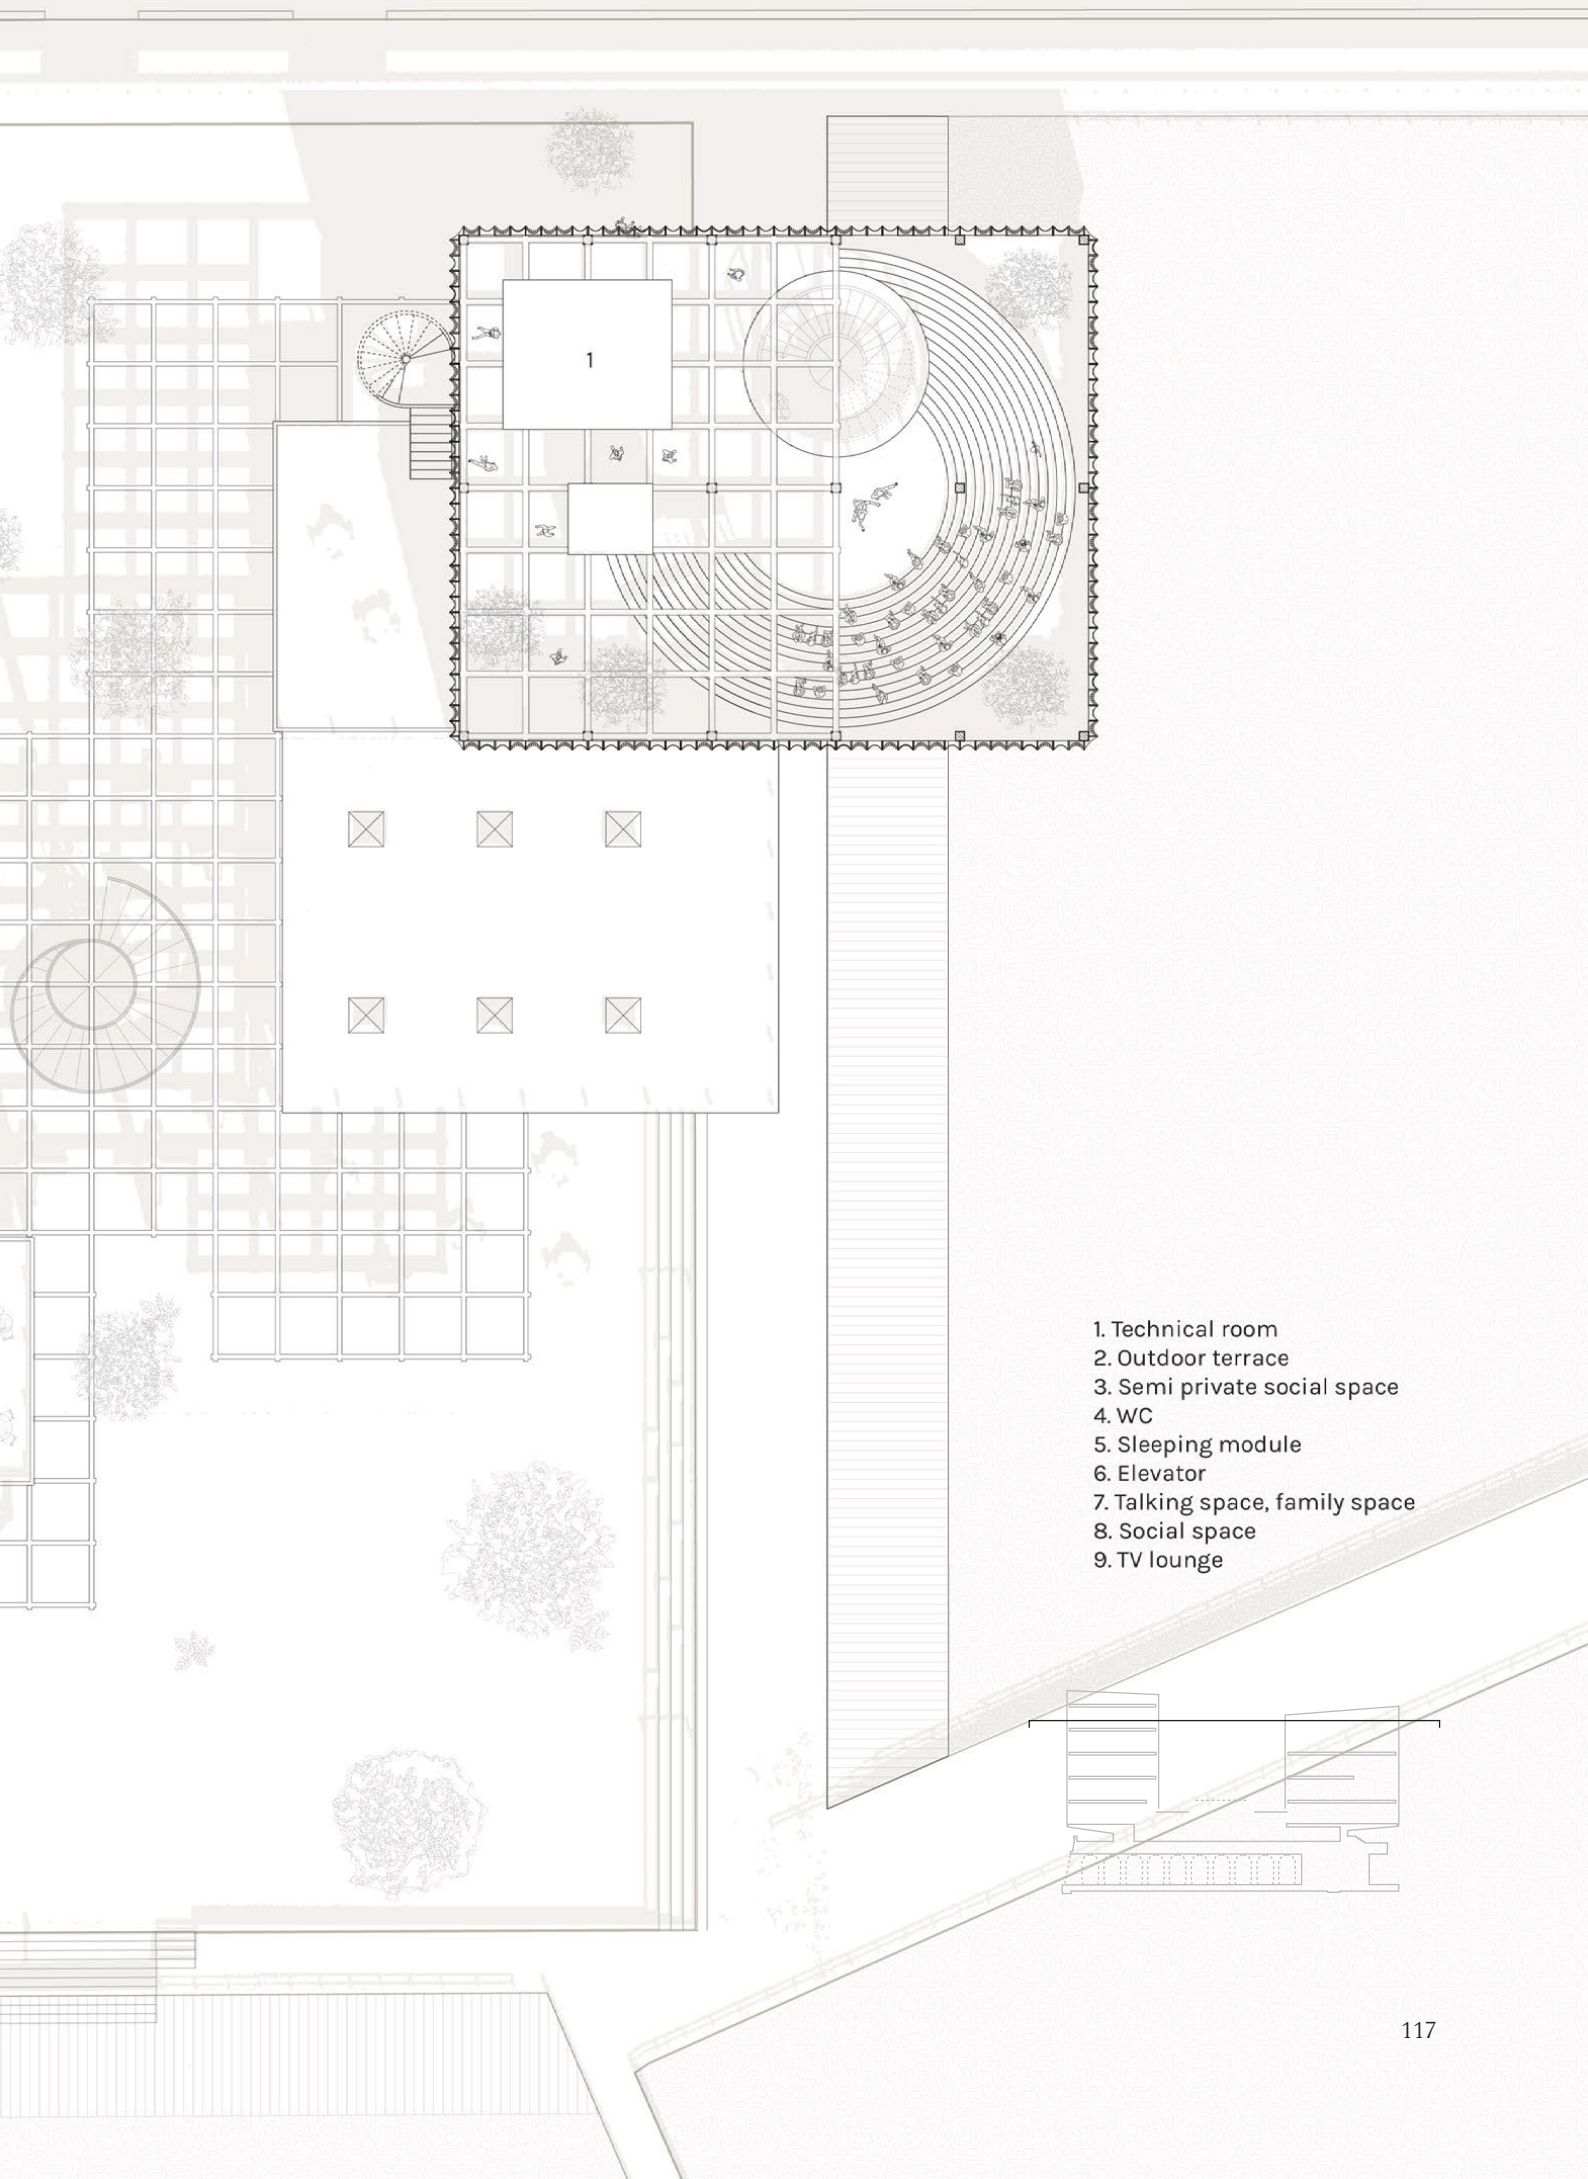 1
1. Technical room
2. Outdoor terrace
3. Semi private social space
4. WC
5. Sleeping module
6. Elevator
7. Talking space, family space
8. Social space
9. TV lounge
117